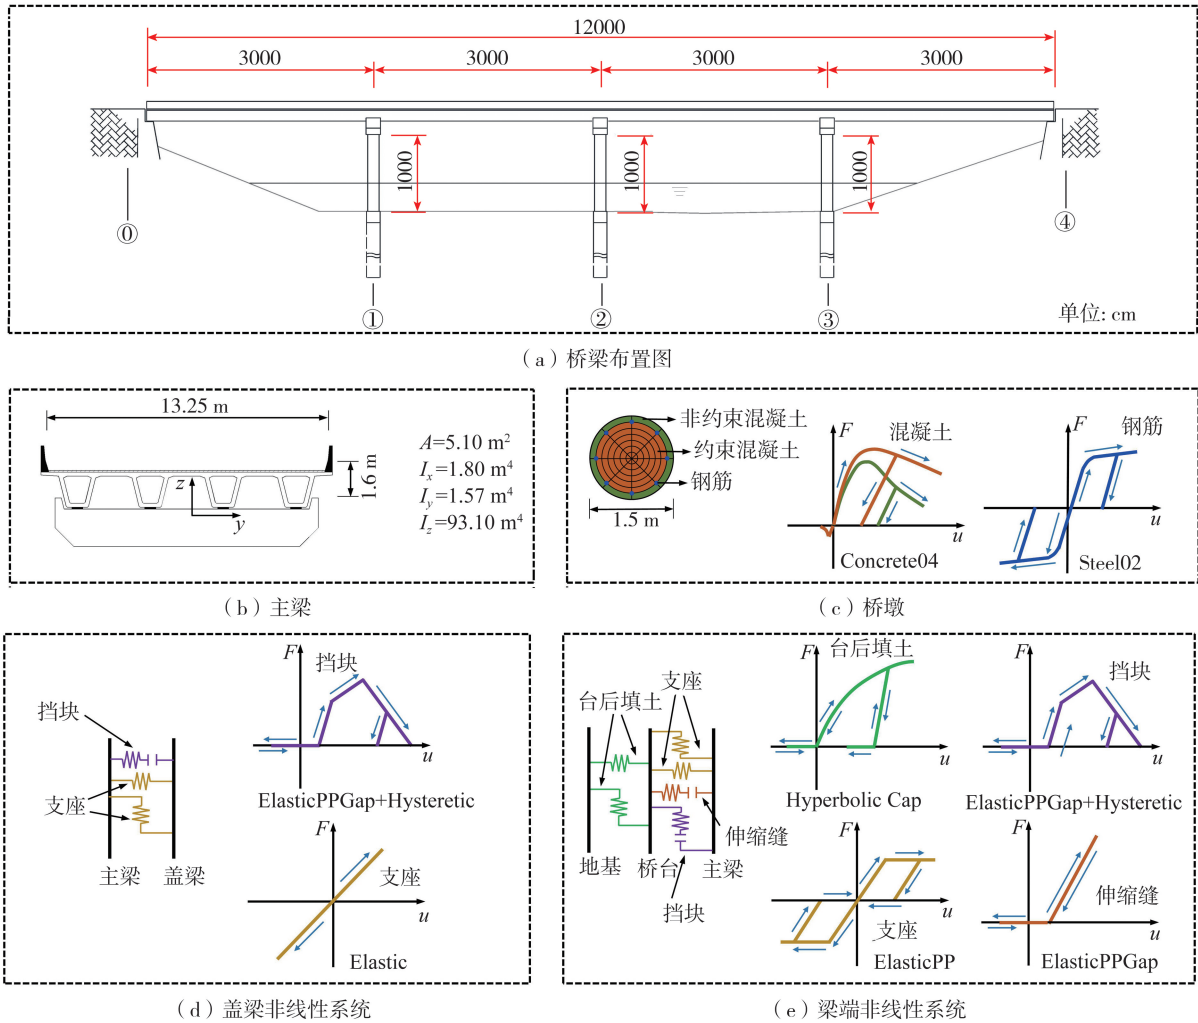 12000
3000
3000
3000
3000
1000
1000
1000
⓪
④
①
②
③
单位: cm
（a）桥梁布置图
13.25 m
1.6 m
z
y
A=5.10 m²
Iₓ=1.80 m⁴
I_y=1.57 m⁴
I_z=93.10 m⁴
（b）主梁
非约束混凝土
约束混凝土
钢筋
1.5 m
F
混凝土
u
Concrete04
F
钢筋
u
Steel02
（c）桥墩
挡块
支座
主梁
盖梁
F
挡块
u
ElasticPPGap+Hysteretic
F
支座
u
Elastic
（d）盖梁非线性系统
台后填土
支座
伸缩缝
地基
桥台
主梁
挡块
F
台后填土
u
Hyperbolic Cap
F
挡块
u
ElasticPPGap+Hysteretic
F
u
支座
ElasticPP
F
伸缩缝
u
ElasticPPGap
（e）梁端非线性系统